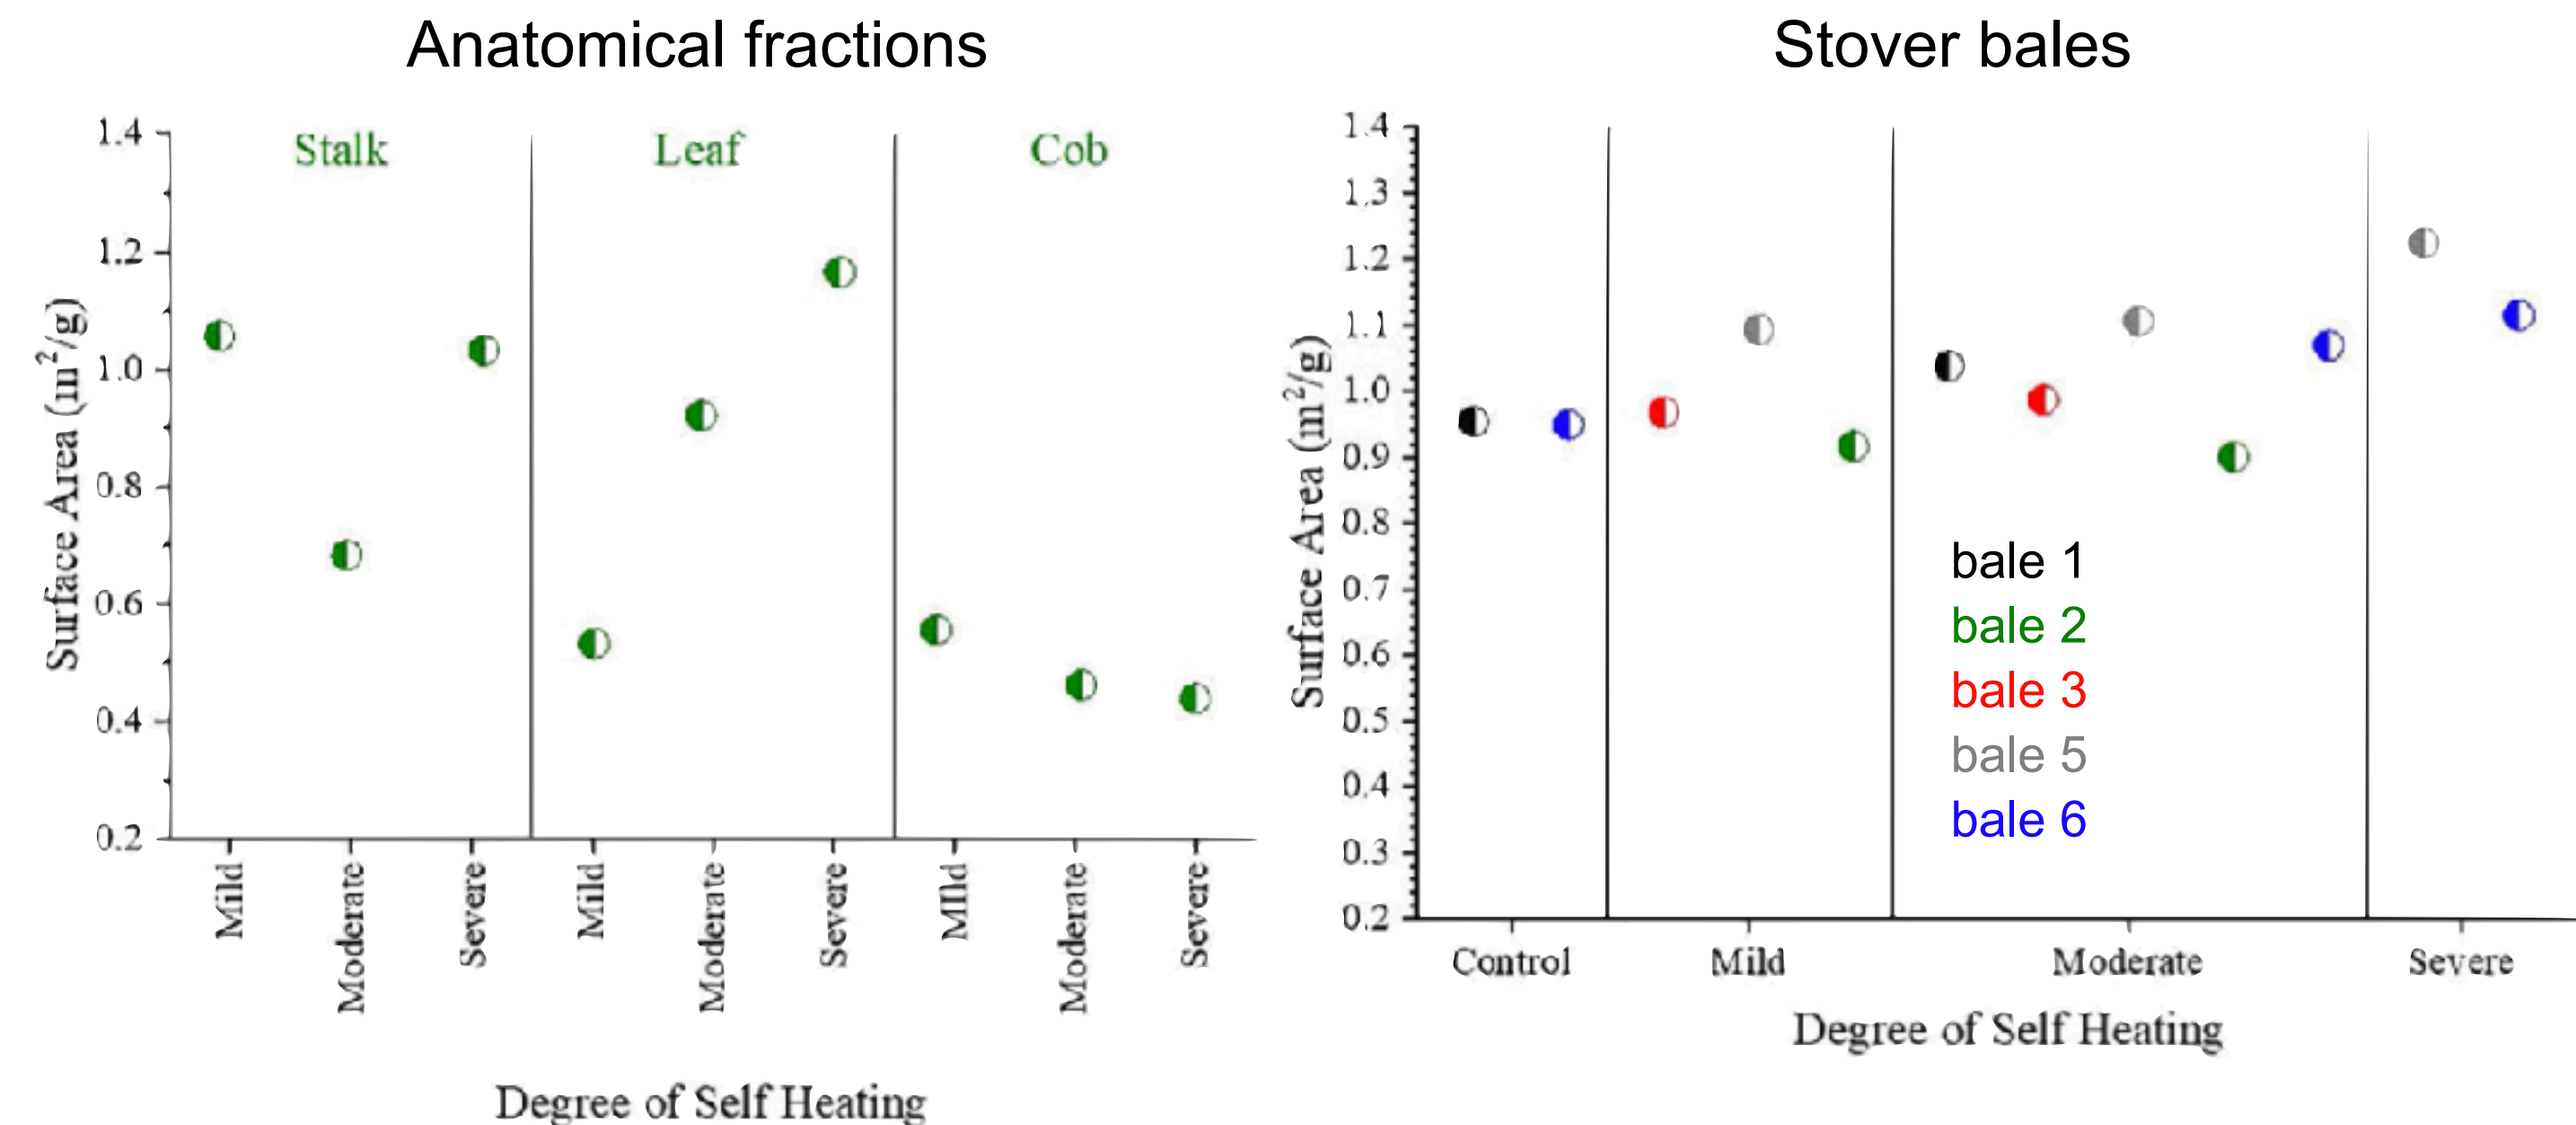 Anatomical fractions
Stalk
Leaf
Cob
1.4
1.2
1.0
0.8
0.6
0.4
0.2
Surface Area (m²/g)
Mild
Moderate
Severe
Mild
Moderate
Severe
MIld
Moderate
Severe
Degree of Self Heating
Stover bales
1.4
1.3
1.2
1.1
1.0
0.9
0.8
0.7
0.6
0.5
0.4
0.3
0.2
Surface Area (m²/g)
bale 1
bale 2
bale 3
bale 5
bale 6
Control
Mild
Moderate
Severe
Degree of Self Heating